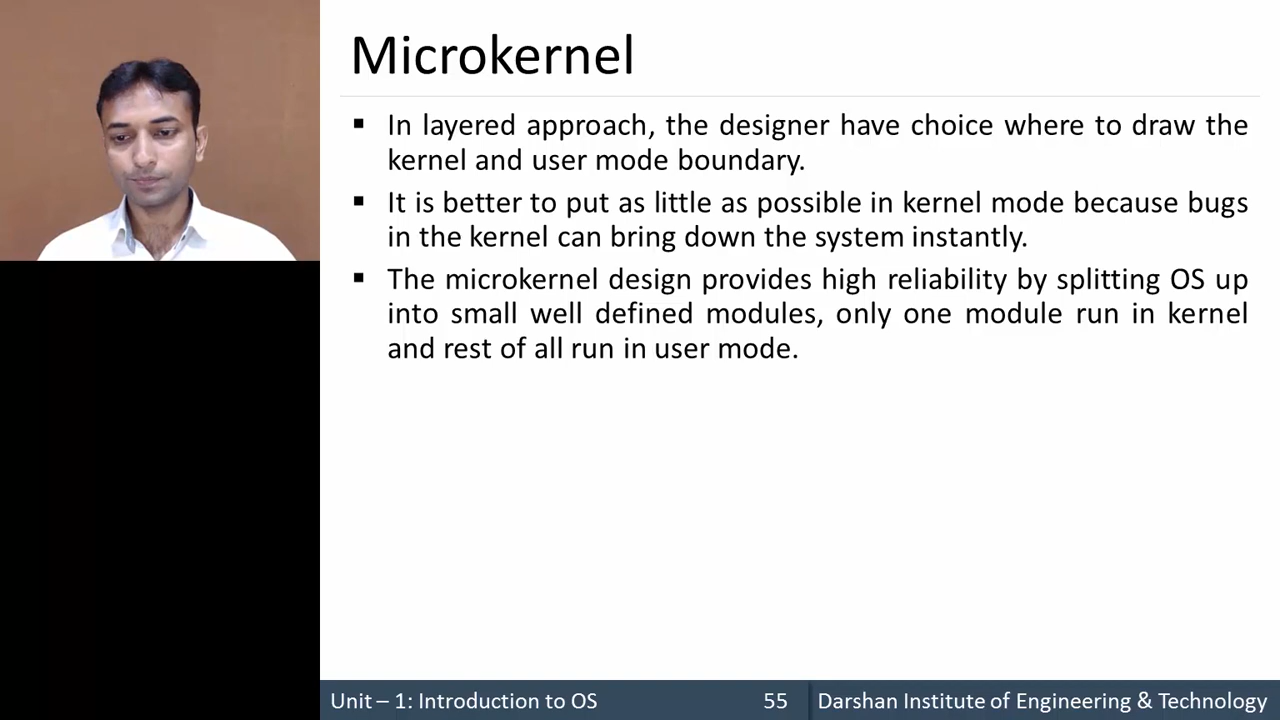 Microkernel
▪ In layered approach, the designer have choice where to draw the
kernel and user mode boundary.
▪ It is better to put as little as possible in kernel mode because bugs
in the kernel can bring down the system instantly.
▪ The microkernel design provides high reliability by splitting OS up
into small well defined modules, only one module run in kernel
and rest of all run in user mode.
Unit – 1: Introduction to OS 55 Darshan Institute of Engineering & Technology